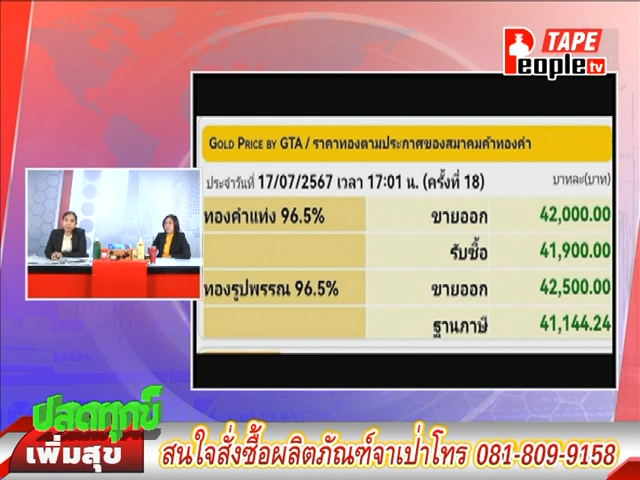 TAPE
People tv
GOLD PRICE BY GTA / ราคาทองตามประกาศของสมาคมค้าทองคำ
ประจำวันที่ 17/07/2567 เวลา 17:01 น. (ครั้งที่ 18) บาทละ(บาท)
ทองคำแท่ง 96.5% ขายออก 42,000.00
รับซื้อ 41,900.00
ทองรูปพรรณ 96.5% ขายออก 42,500.00
ฐานภาษี 41,144.24
ปลดทุกข์
เพิ่มสุข
สนใจสั่งซื้อผลิตภัณฑ์จาเป่าโทร 081-809-9158